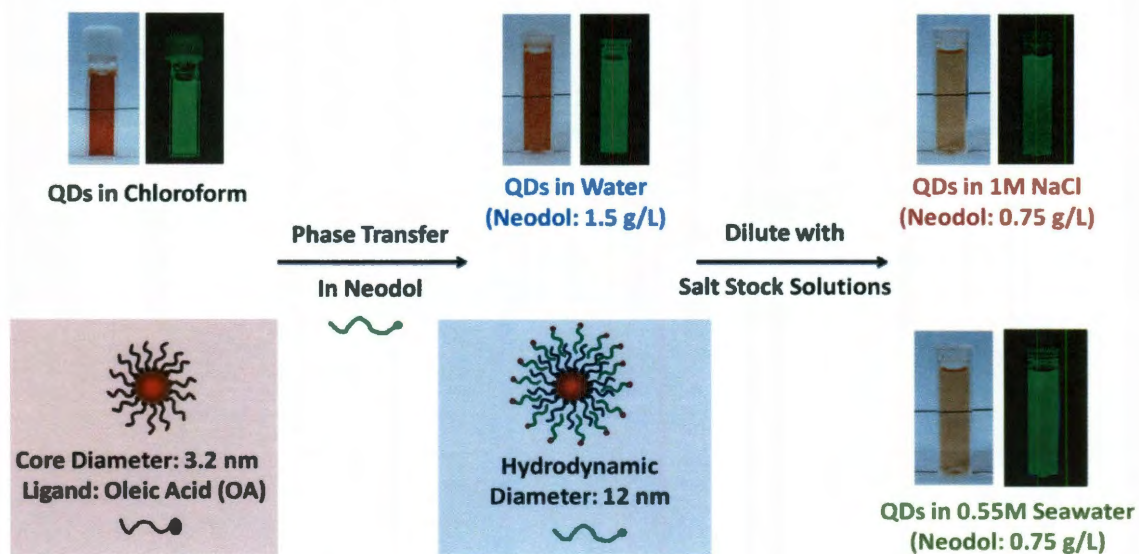 QDs in Chloroform
Phase Transfer
In Neodol
QDs in Water
(Neodol: 1.5 g/L)
Dilute with
Salt Stock Solutions
QDs in 1M NaCl
(Neodol: 0.75 g/L)
Core Diameter: 3.2 nm
Ligand: Oleic Acid (OA)
Hydrodynamic
Diameter: 12 nm
QDs in 0.55M Seawater
(Neodol: 0.75 g/L)